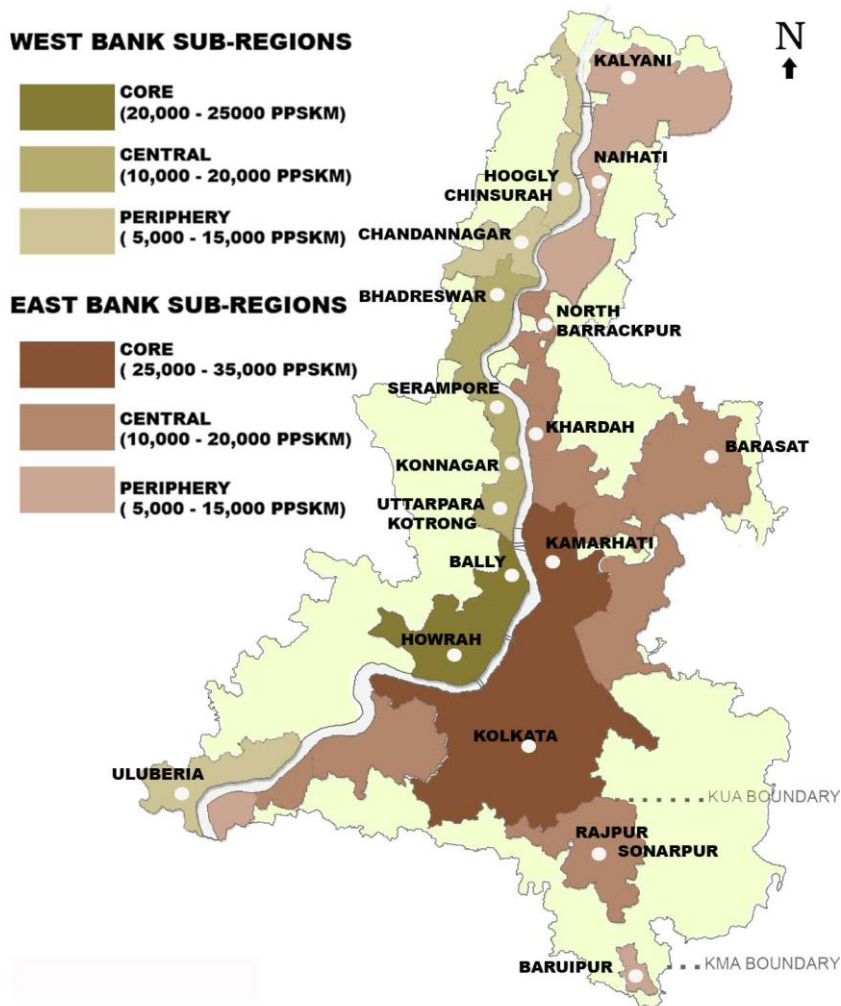 WEST BANK SUB-REGIONS
CORE
(20,000 - 25000 PPSKM)
CENTRAL
(10,000 - 20,000 PPSKM)
PERIPHERY
( 5,000 - 15,000 PPSKM)
EAST BANK SUB-REGIONS
CORE
( 25,000 - 35,000 PPSKM)
CENTRAL
(10,000 - 20,000 PPSKM)
PERIPHERY
( 5,000 - 15,000 PPSKM)
N
KALYANI
NAIHATI
HOOGLY
CHINSURAH
CHANDANNAGAR
BHADRESWAR
NORTH
BARRACKPUR
SERAMPORE
KHARDAH
BARASAT
KONNAGAR
UTTARPARA
KOTRONG
KAMARHATI
BALLY
HOWRAH
KOLKATA
ULUBERIA
KUA BOUNDARY
RAJPUR
SONARPUR
BARUIPUR
KMA BOUNDARY